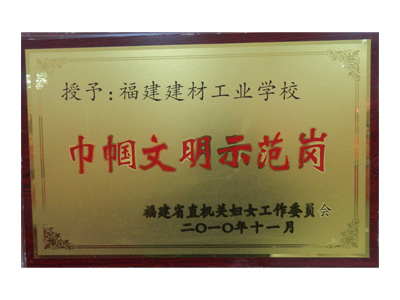 授予:福建建材工业学校
巾帼文明示范岗
福建省直机关妇女工作委员会
二〇一〇年十一月